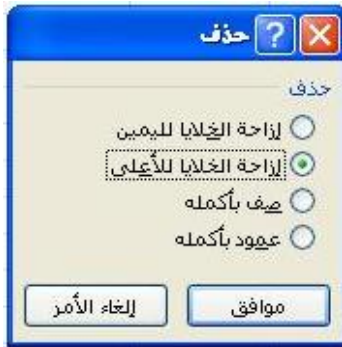 حذف
حذف
إزاحة الخلايا لليمين
إزاحة الخلايا للأعلى
صف بأكمله
عمود بأكمله
موافق
إلغاء الأمر